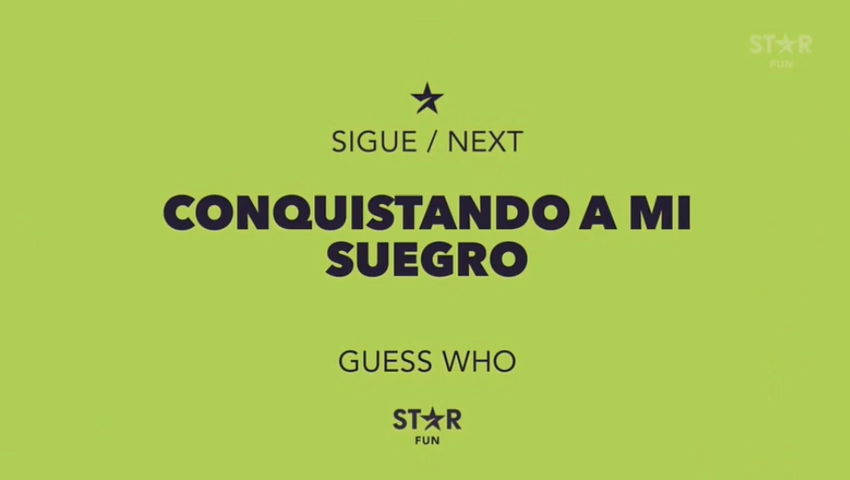 STAR
FUN
SIGUE / NEXT
CONQUISTANDO A MI
SUEGRO
GUESS WHO
STAR
FUN